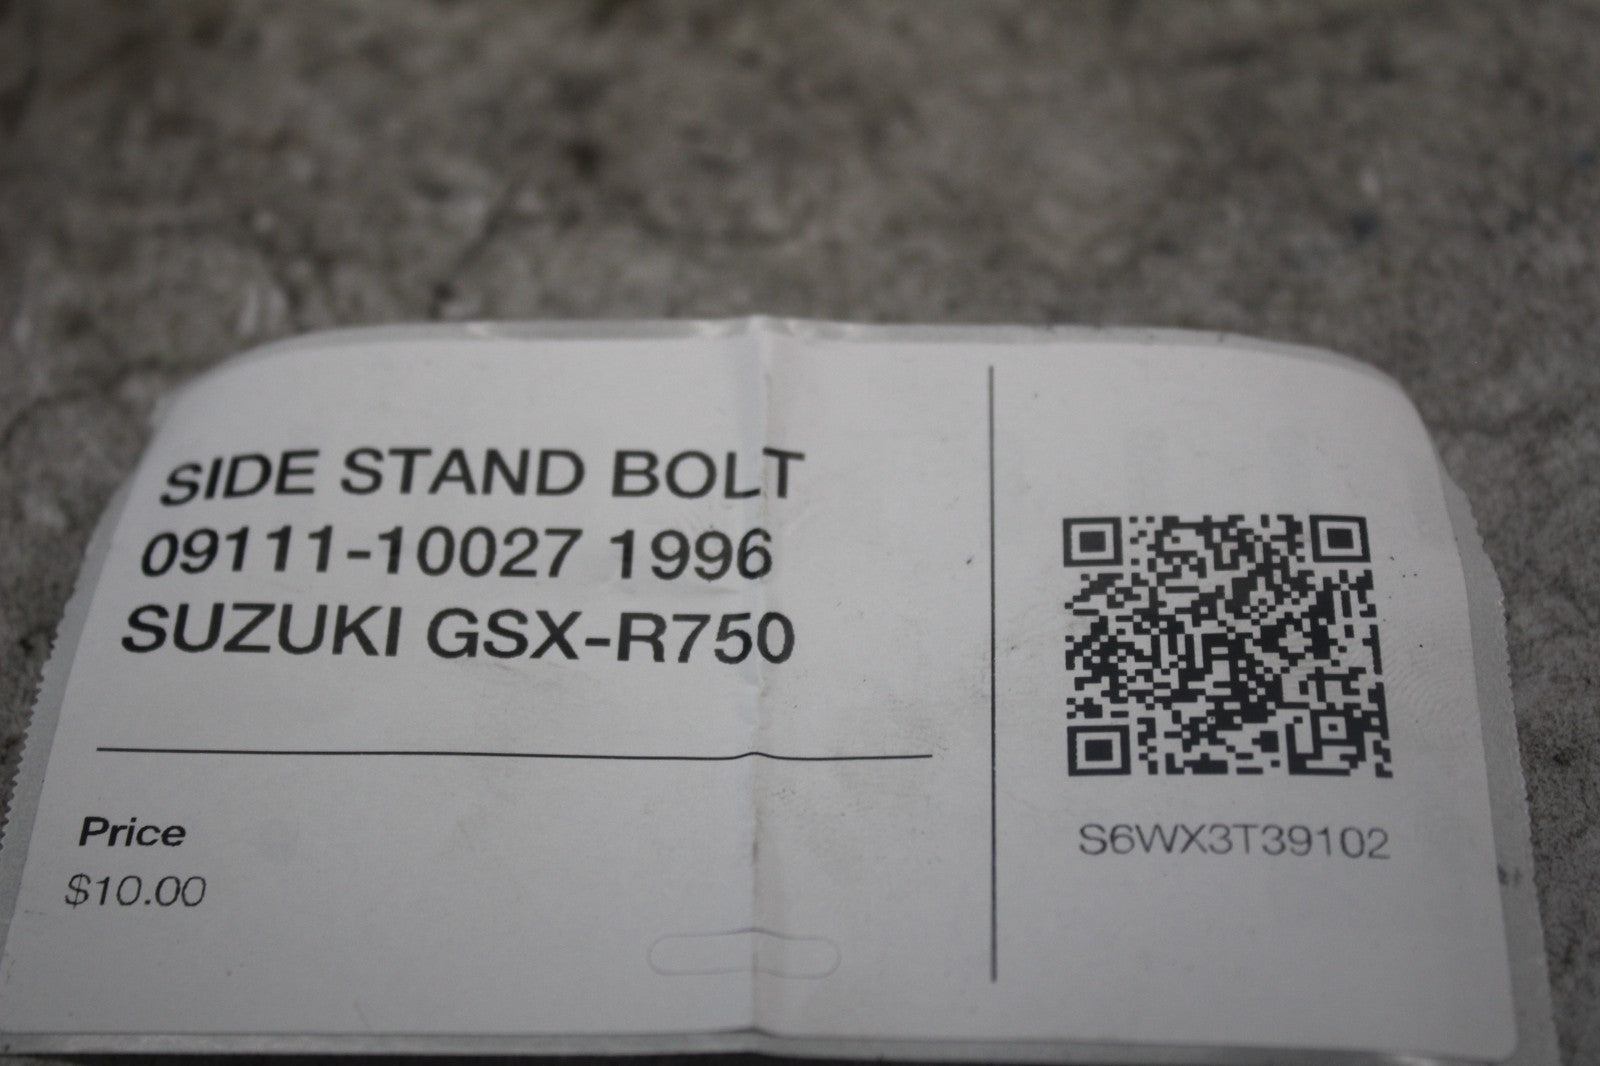 SIDE STAND BOLT
09111-10027 1996
SUZUKI GSX-R750
Price
$10.00
S6WX3T39102